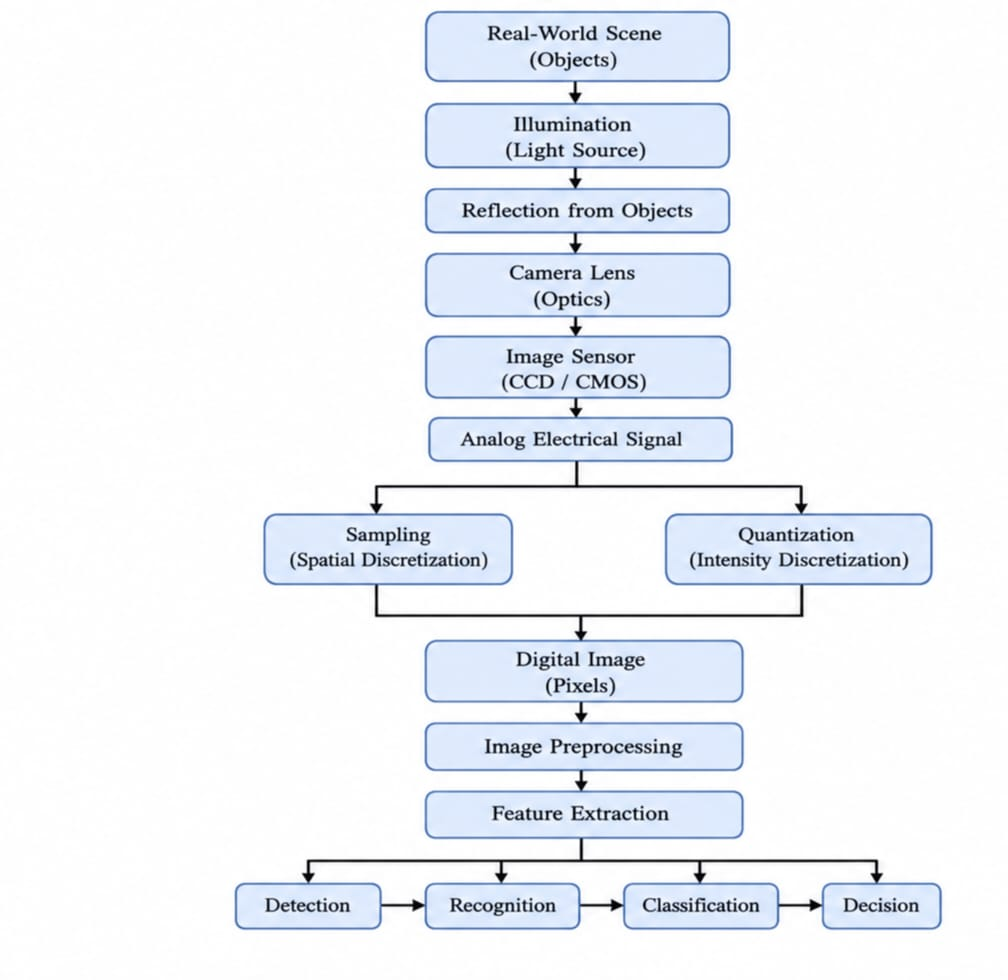 Real-World Scene
(Objects)
Illumination
(Light Source)
Reflection from Objects
Camera Lens
(Optics)
Image Sensor
(CCD / CMOS)
Analog Electrical Signal
Sampling
(Spatial Discretization)
Quantization
(Intensity Discretization)
Digital Image
(Pixels)
Image Preprocessing
Feature Extraction
Detection
Recognition
Classification
Decision